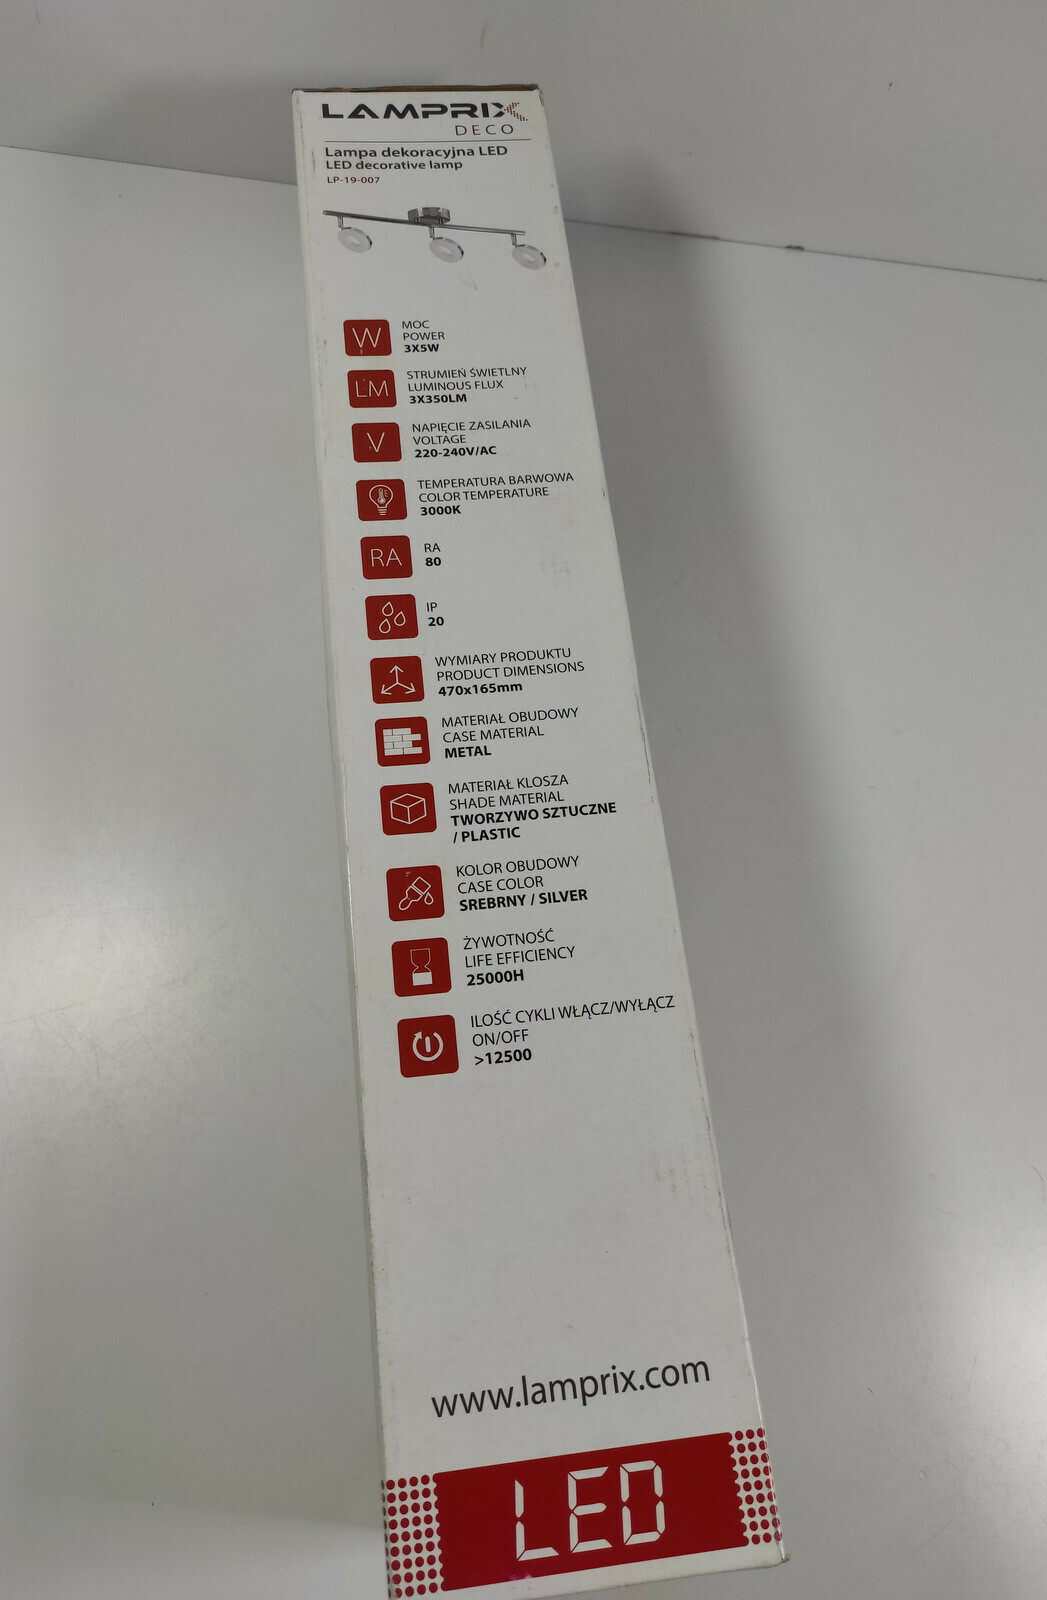 LAMPRIX
DECO
Lampa dekoracyjna LED
LED decorative lamp
LP-19-007
W
MOC
POWER
3X5W
LM
STRUMIEŃ ŚWIETLNY
LUMINOUS FLUX
3X350LM
V
NAPIĘCIE ZASILANIA
VOLTAGE
220-240V/AC
TEMPERATURA BARWOWA
COLOR TEMPERATURE
3000K
RA
RA
80
IP
20
WYMIARY PRODUKTU
PRODUCT DIMENSIONS
470x165mm
MATERIAŁ OBUDOWY
CASE MATERIAL
METAL
MATERIAŁ KLOSZA
SHADE MATERIAL
TWORZYWO SZTUCZNE
/ PLASTIC
KOLOR OBUDOWY
CASE COLOR
SREBRNY / SILVER
ŻYWOTNOŚĆ
LIFE EFFICIENCY
25000H
ILOŚĆ CYKLI WŁĄCZ/WYŁĄCZ
ON/OFF
>12500
www.lamprix.com
LED